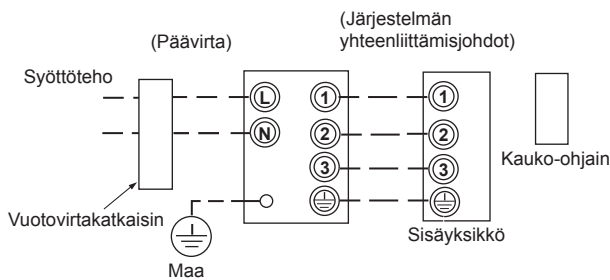 (Päävirta)
(Järjestelmän
yhteenliittämisjohdot)
Syöttöteho
L
N
1
2
3
1
2
3
Kauko-ohjain
Vuotovirtakatkaisin
Maa
Sisäyksikkö